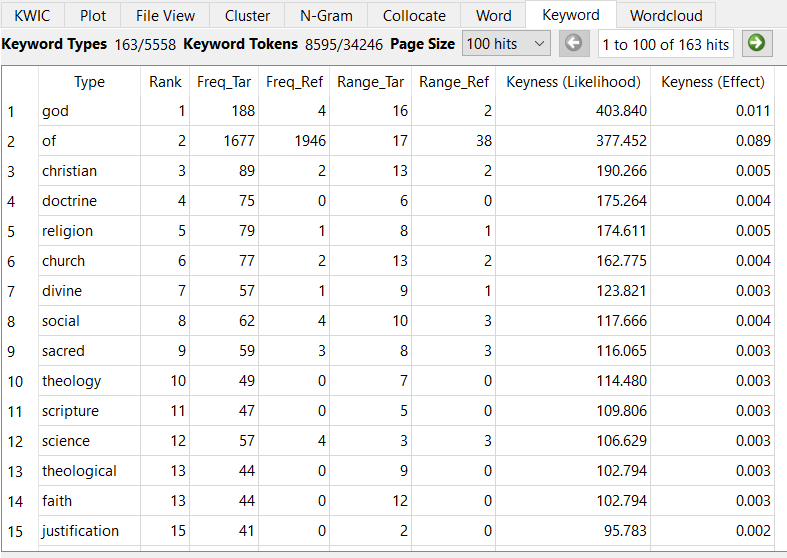 KWIC Plot File View Cluster N-Gram Collocate Word Keyword Wordcloud
Keyword Types 163/5558 Keyword Tokens 8595/34246 Page Size 100 hits 1 to 100 of 163 hits
Type Rank Freq_Tar Freq_Ref Range_Tar Range_Ref Keyness (Likelihood) Keyness (Effect)
1 god 1 188 4 16 2 403.840 0.011
2 of 2 1677 1946 17 38 377.452 0.089
3 christian 3 89 2 13 2 190.266 0.005
4 doctrine 4 75 0 6 0 175.264 0.004
5 religion 5 79 1 8 1 174.611 0.005
6 church 6 77 2 13 2 162.775 0.004
7 divine 7 57 1 9 1 123.821 0.003
8 social 8 62 4 10 3 117.666 0.004
9 sacred 9 59 3 8 3 116.065 0.003
10 theology 10 49 0 7 0 114.480 0.003
11 scripture 11 47 0 5 0 109.806 0.003
12 science 12 57 4 3 3 106.629 0.003
13 theological 13 44 0 9 0 102.794 0.003
14 faith 13 44 0 12 0 102.794 0.003
15 justification 15 41 0 2 0 95.783 0.002